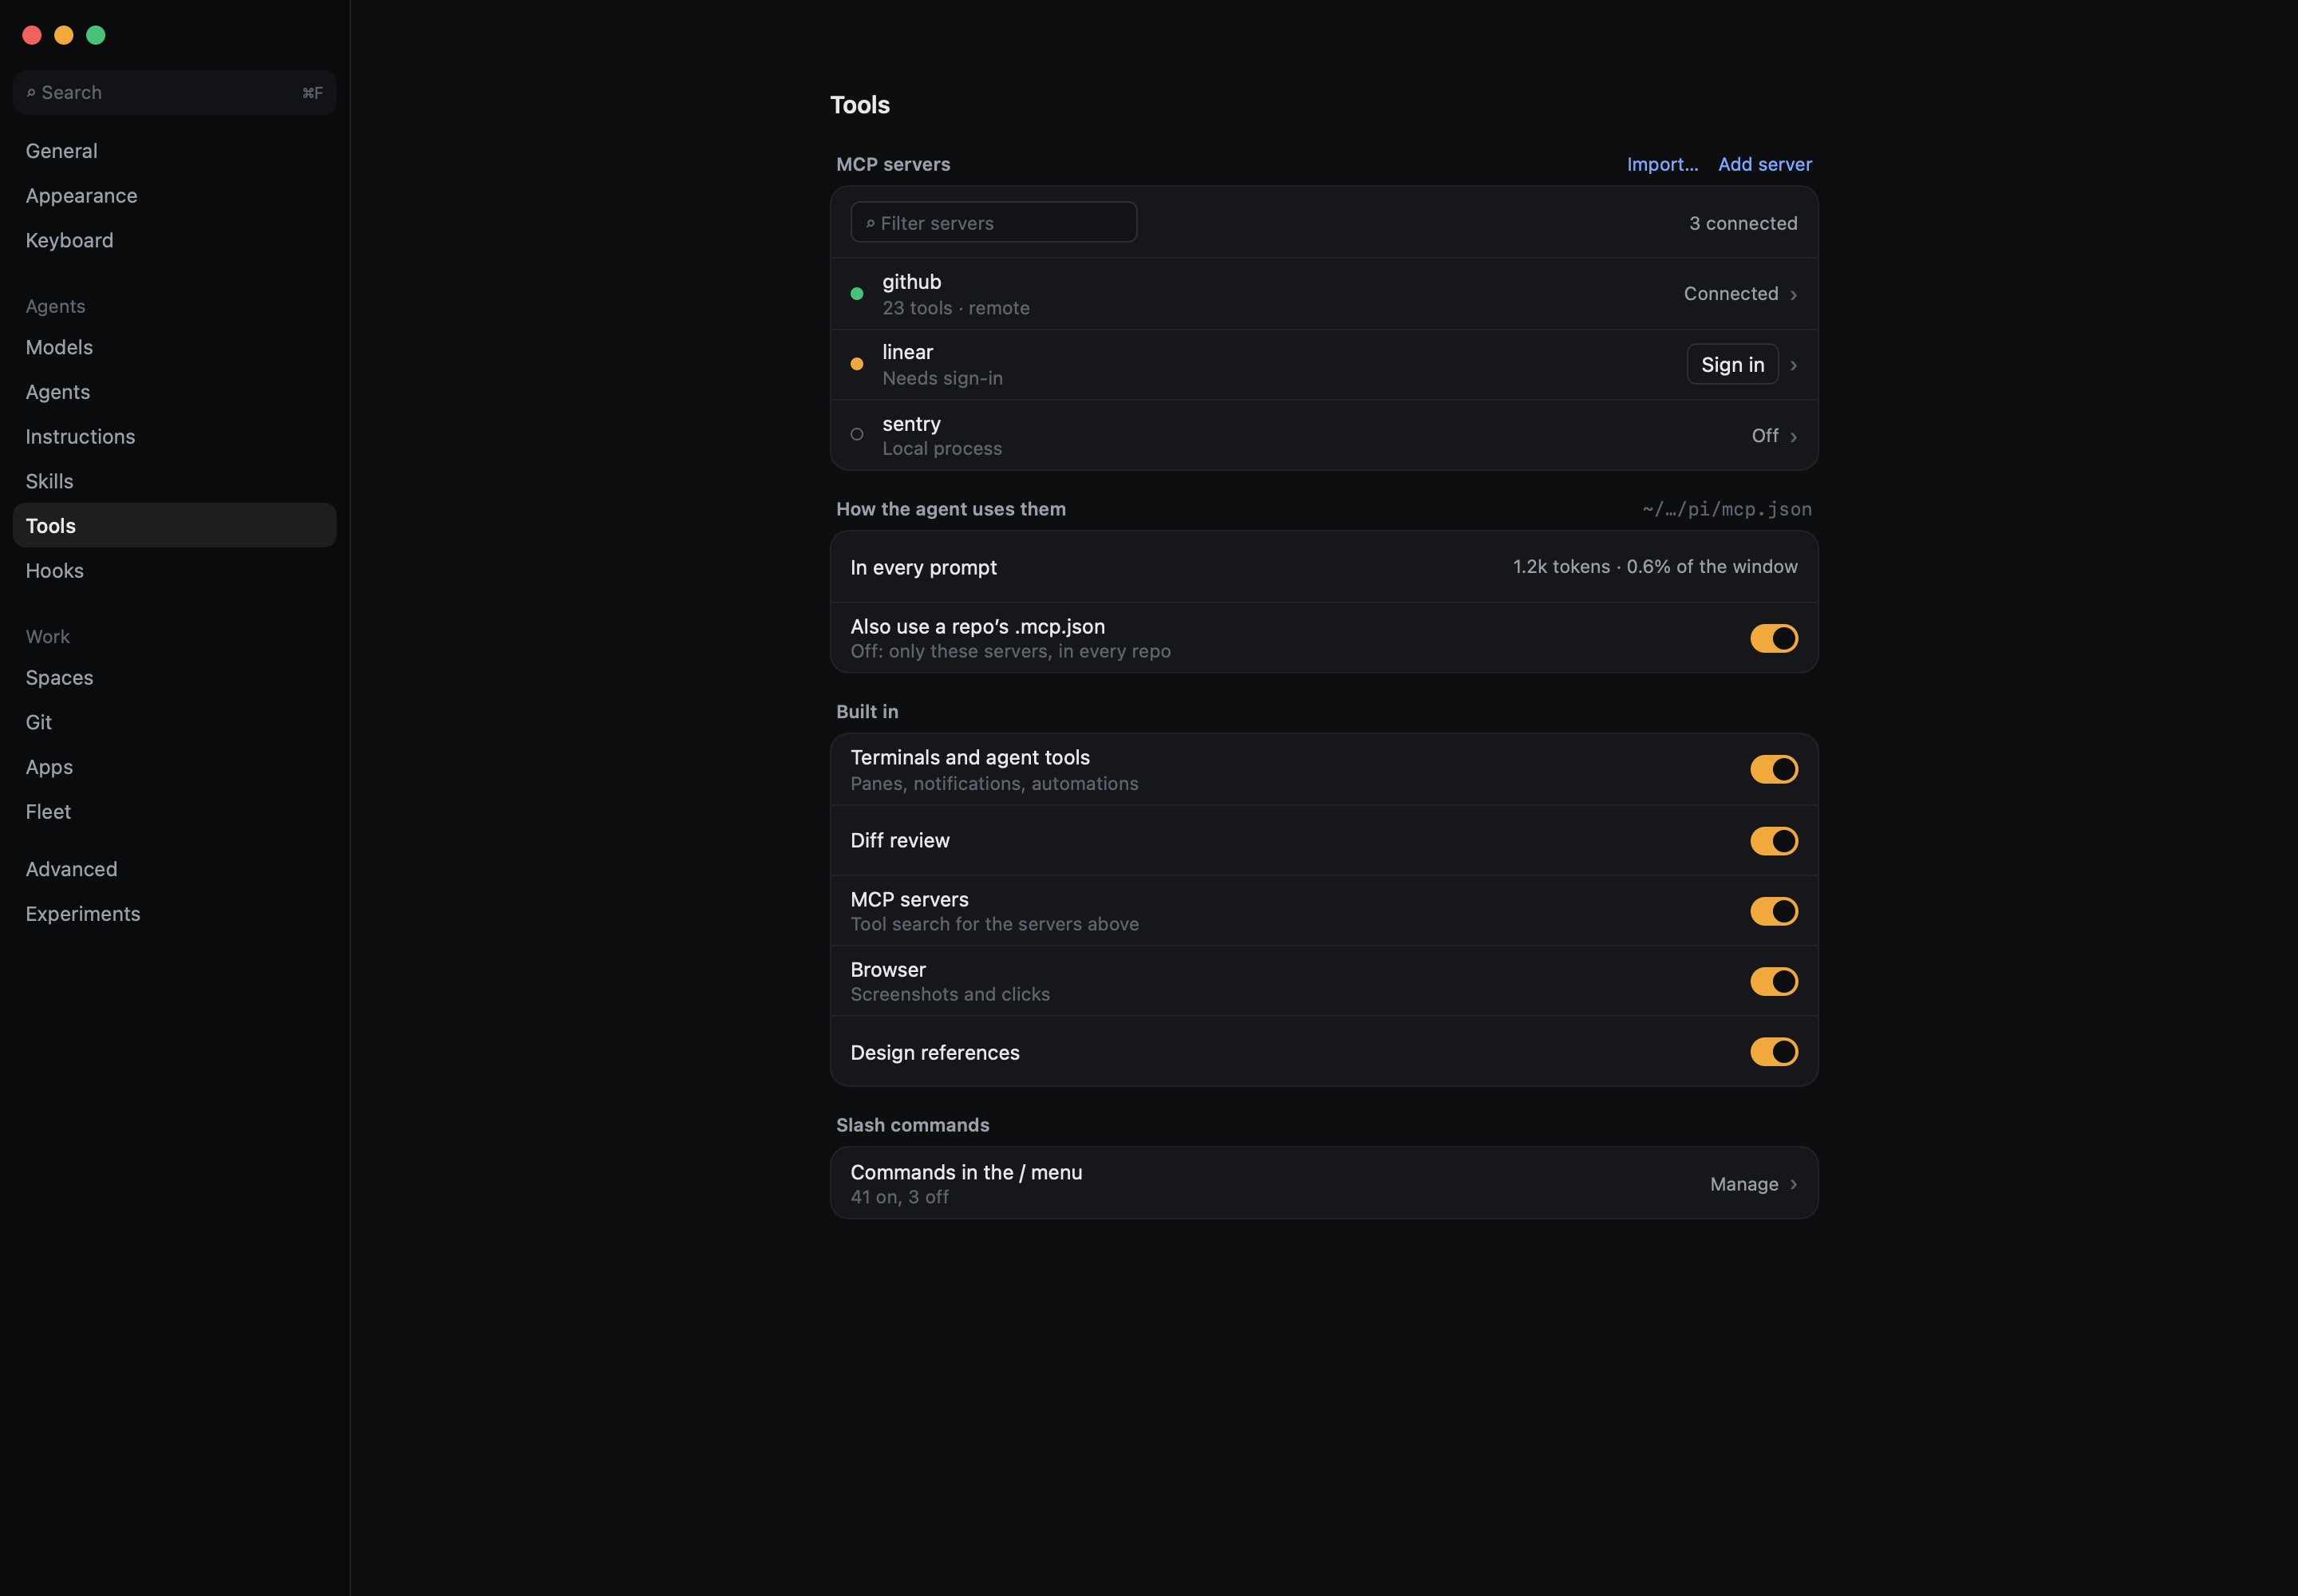 Search ⌘F
General
Appearance
Keyboard
Agents
Models
Agents
Instructions
Skills
Tools
Hooks
Work
Spaces
Git
Apps
Fleet
Advanced
Experiments
Tools
MCP servers
Import… Add server
Filter servers
3 connected
github
23 tools · remote
Connected
linear
Needs sign-in
Sign in
sentry
Local process
Off
How the agent uses them
~/…/pi/mcp.json
In every prompt
1.2k tokens · 0.6% of the window
Also use a repo’s .mcp.json
Off: only these servers, in every repo
Built in
Terminals and agent tools
Panes, notifications, automations
Diff review
MCP servers
Tool search for the servers above
Browser
Screenshots and clicks
Design references
Slash commands
Commands in the / menu
41 on, 3 off
Manage